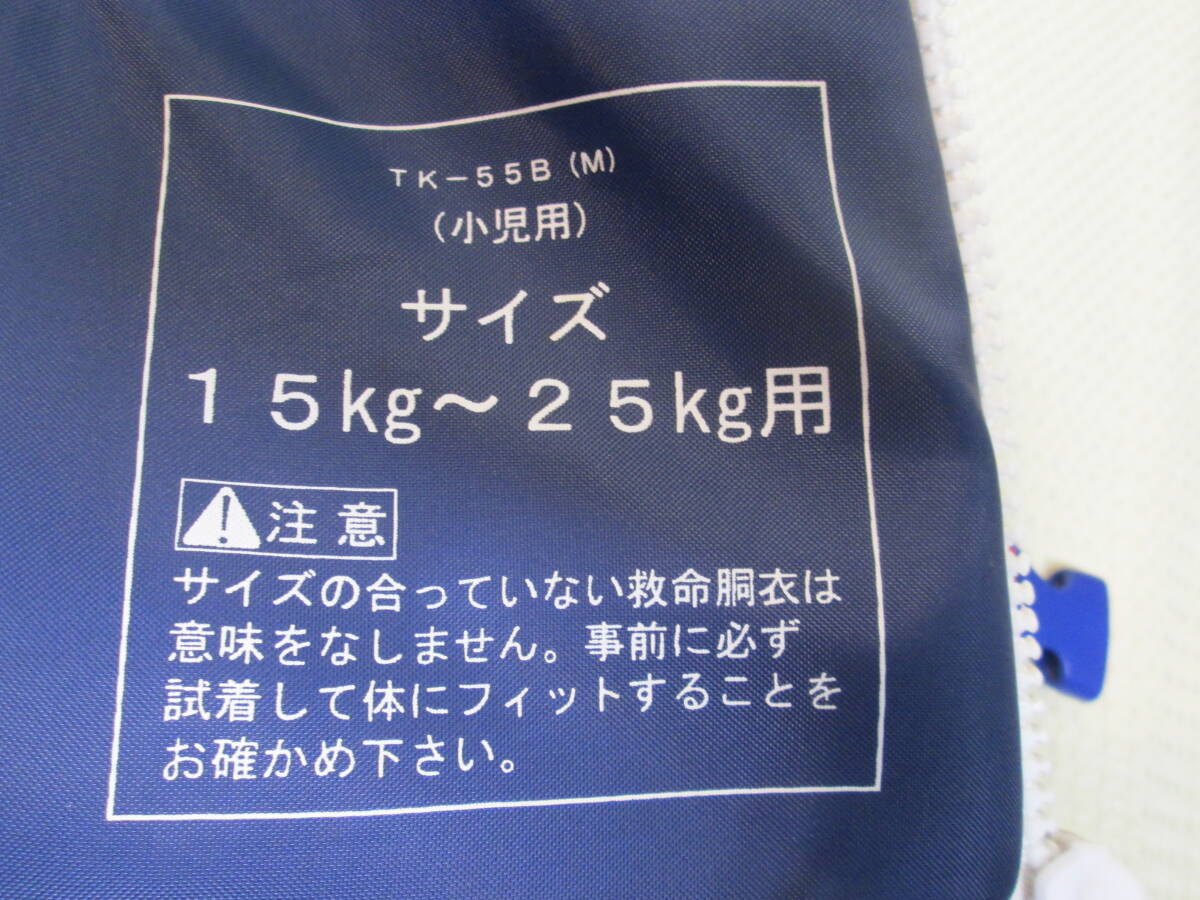 TK−55B(M)
(小児用)
サイズ
15kg〜25kg用
注意
サイズの合っていない救命胴衣は
意味をなしません。事前に必ず
試着して体にフィットすることを
お確かめ下さい。